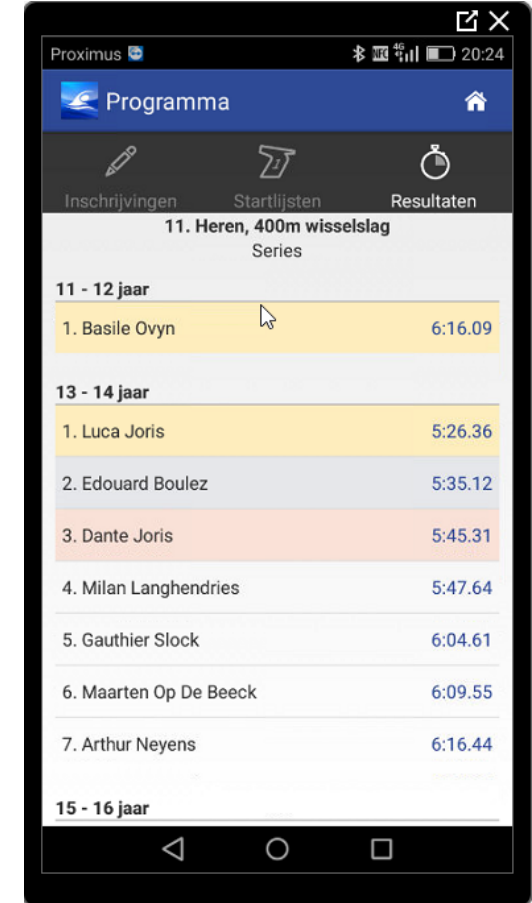 Proximus NFC 4G 20:24
Programma
Inschrijvingen Startlijsten Resultaten
11. Heren, 400m wisselslag
Series
11 - 12 jaar
1. Basile Ovyn 6:16.09
13 - 14 jaar
1. Luca Joris 5:26.36
2. Edouard Boulez 5:35.12
3. Dante Joris 5:45.31
4. Milan Langhendries 5:47.64
5. Gauthier Slock 6:04.61
6. Maarten Op De Beeck 6:09.55
7. Arthur Neyens 6:16.44
15 - 16 jaar